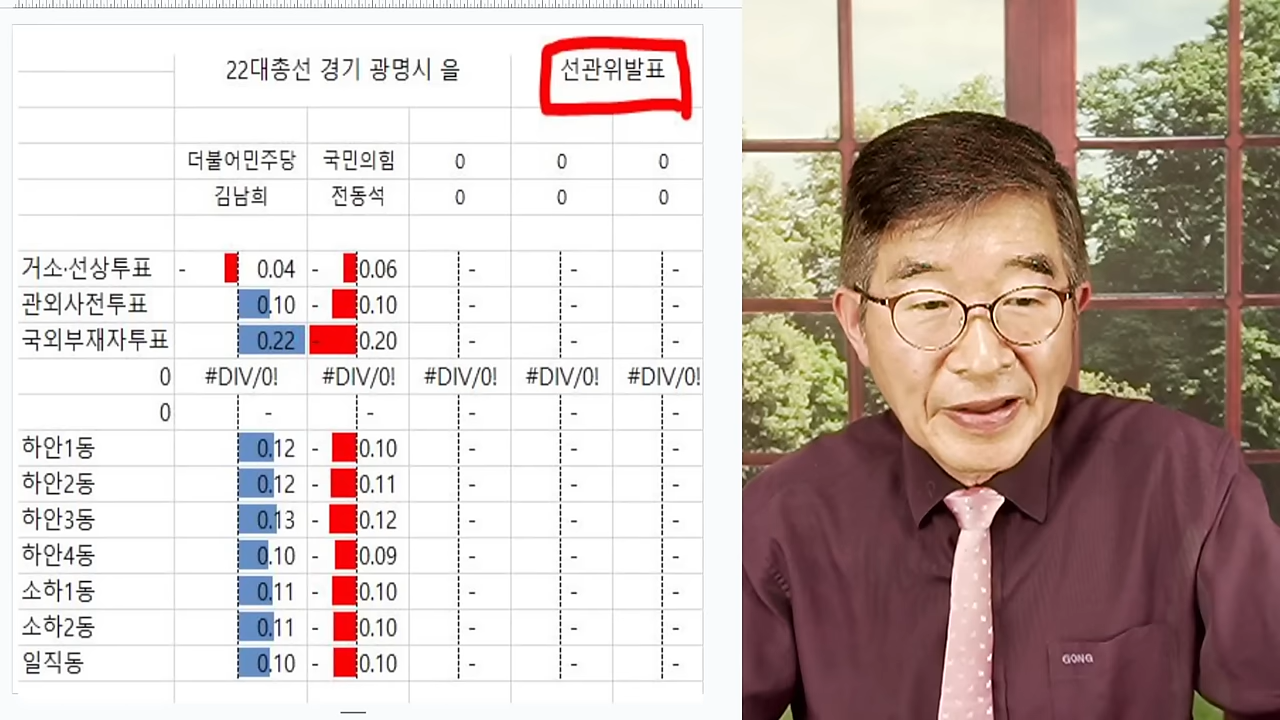 22대총선 경기 광명시 을 선관위발표
더불어민주당 국민의힘 0 0 0
김남희 전동석 0 0 0
거소·선상투표 - 0.04 - 0.06 - - -
관외사전투표 0.10 - 0.10 - - -
국외부재자투표 0.22 - 0.20 - - -
0 #DIV/0! #DIV/0! #DIV/0! #DIV/0! #DIV/0!
0 - - - - -
하안1동 0.12 - 0.10 - - -
하안2동 0.12 - 0.11 - - -
하안3동 0.13 - 0.12 - - -
하안4동 0.10 - 0.09 - - -
소하1동 0.11 - 0.10 - - -
소하2동 0.11 - 0.10 - - -
일직동 0.10 - 0.10 - - -
GONG